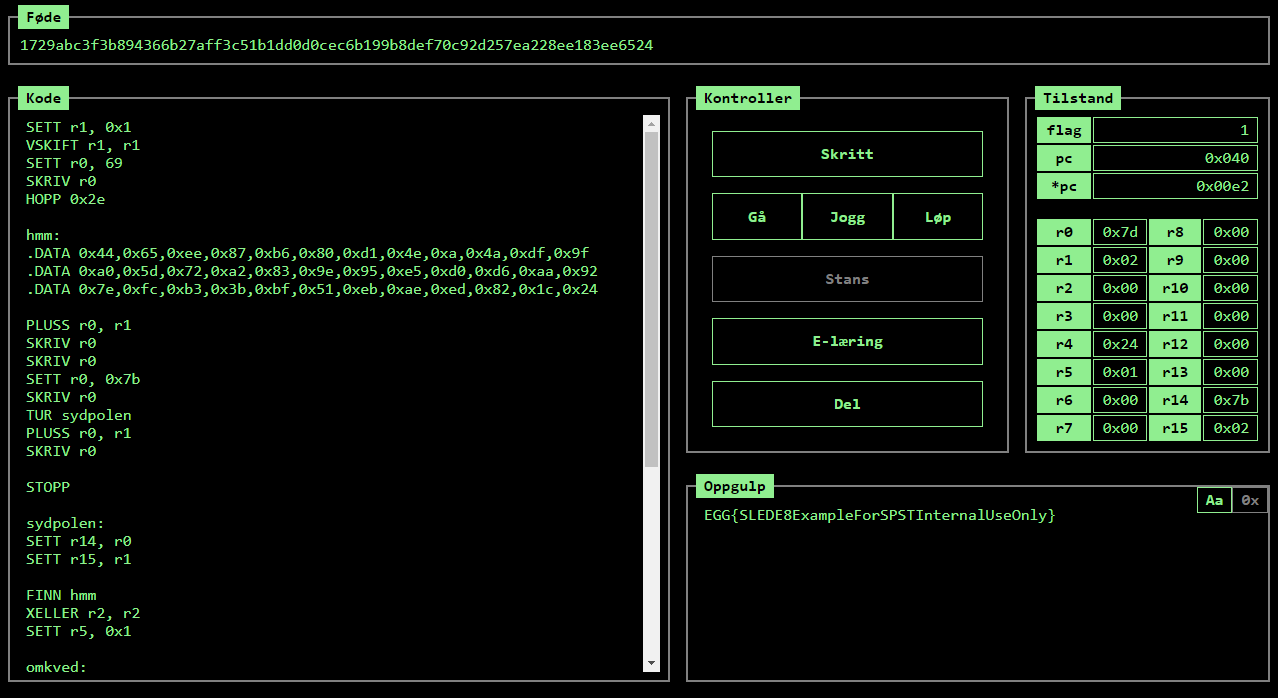 Føde
1729abc3f3b894366b27aff3c51b1dd0d0cec6b199b8def70c92d257ea228ee183ee6524
Kode
SETT r1, 0x1
VSKIFT r1, r1
SETT r0, 69
SKRIV r0
HOPP 0x2e
hmm:
.DATA 0x44,0x65,0xee,0x87,0xb6,0x80,0xd1,0x4e,0xa,0x4a,0xdf,0x9f
.DATA 0xa0,0x5d,0x72,0xa2,0x83,0x9e,0x95,0xe5,0xd0,0xd6,0xaa,0x92
.DATA 0x7e,0xfc,0xb3,0x3b,0xbf,0x51,0xeb,0xae,0xed,0x82,0x1c,0x24
PLUSS r0, r1
SKRIV r0
SKRIV r0
SETT r0, 0x7b
SKRIV r0
TUR sydpolen
PLUSS r0, r1
SKRIV r0
STOPP
sydpolen:
SETT r14, r0
SETT r15, r1
FINN hmm
XELLER r2, r2
SETT r5, 0x1
omkved:
Kontroller
Skritt
Gå Jogg Løp
Stans
E-læring
Del
Tilstand
flag 1
pc 0x040
*pc 0x00e2
r0 0x7d r8 0x00
r1 0x02 r9 0x00
r2 0x00 r10 0x00
r3 0x00 r11 0x00
r4 0x24 r12 0x00
r5 0x01 r13 0x00
r6 0x00 r14 0x7b
r7 0x00 r15 0x02
Oppgulp
Aa 0x
EGG{SLEDE8ExampleForSPSTInternalUseOnly}